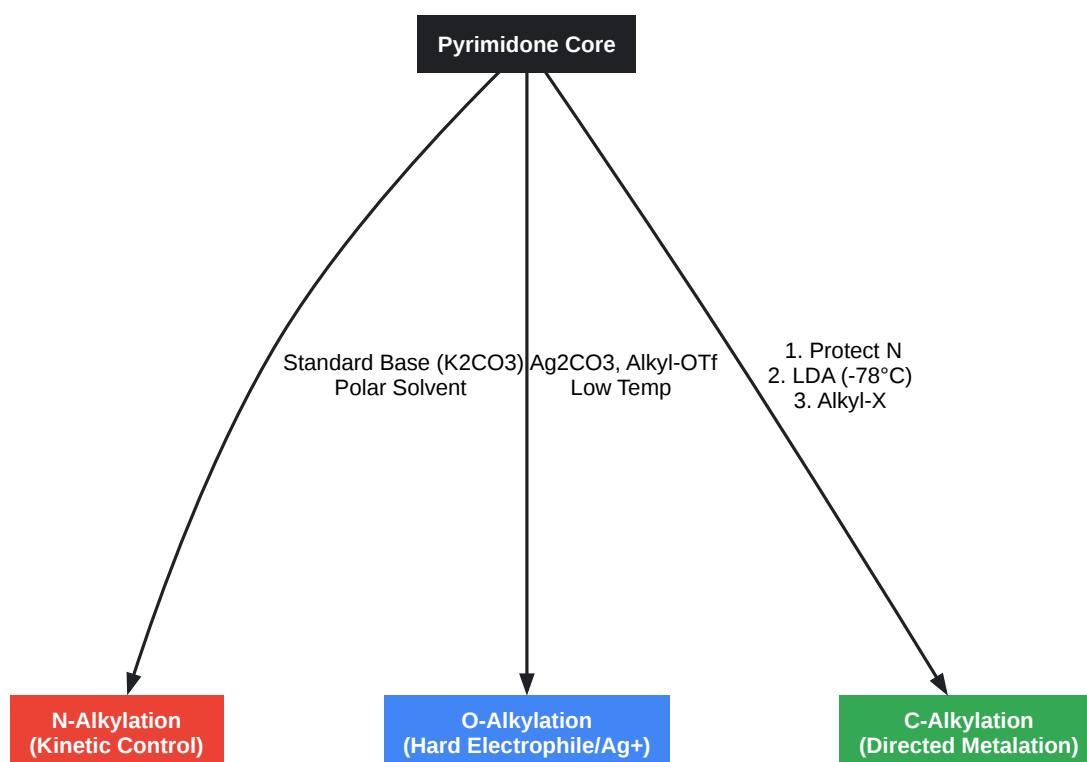 Pyrimidone Core
Standard Base (K2CO3)
Polar Solvent
Ag2CO3, Alkyl-OTf
Low Temp
1. Protect N
2. LDA (-78°C)
3. Alkyl-X
N-Alkylation
(Kinetic Control)
O-Alkylation
(Hard Electrophile/Ag+)
C-Alkylation
(Directed Metalation)